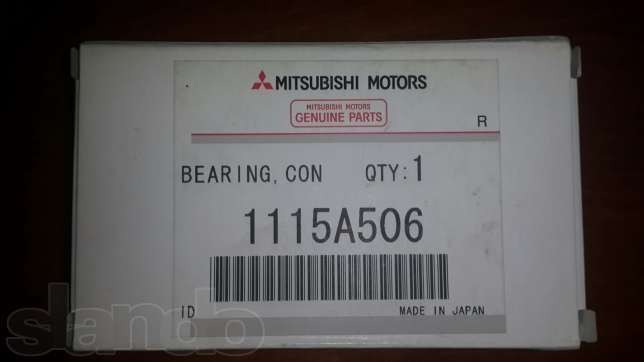 MITSUBISHI MOTORS
MITSUBISHI MOTORS
GENUINE PARTS
R
BEARING, CON QTY:1
1115A506
ID MADE IN JAPAN
slando